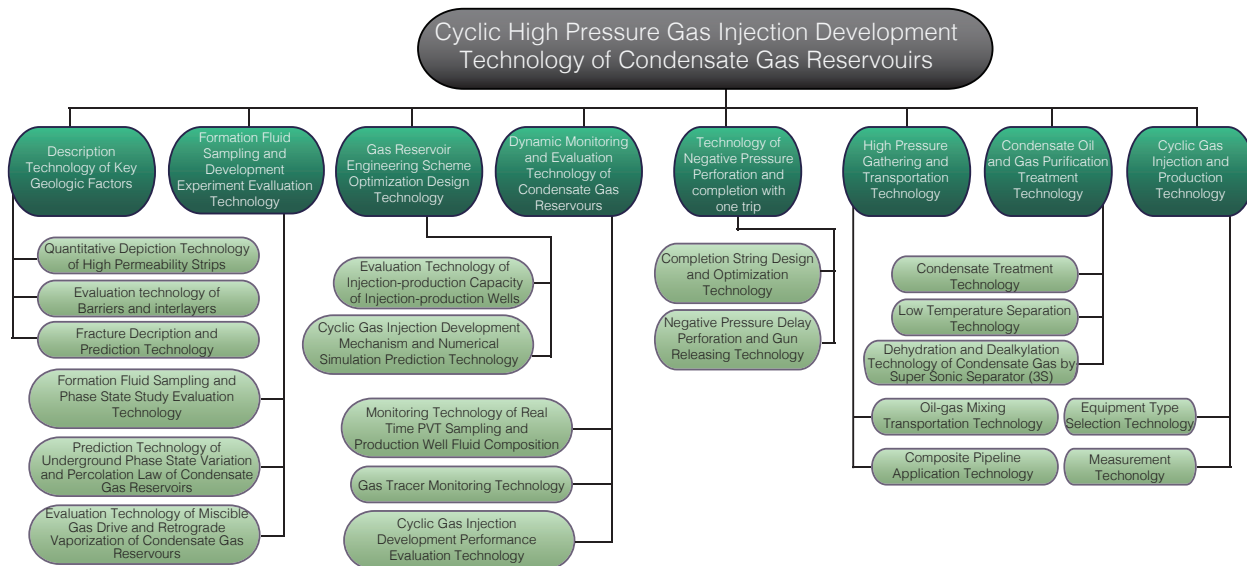 Cyclic High Pressure Gas Injection Development
Technology of Condensate Gas Reservouirs
Description
Technology of Key
Geologic Factors
Formation Fluid
Sampling and
Development
Experiment Evalluation
Technology
Gas Reservoir
Engineering Scheme
Optimization Design
Technology
Dynamic Monitoring
and Evaluation
Technology of
Condensate Gas
Reservours
Technology of
Negative Pressure
Perforation and
completion with
one trip
High Pressure
Gathering and
Transportation
Technology
Condensate Oil
and Gas Purification
Treatment
Technology
Cyclic Gas
Injection and
Production
Technology
Quantitative Depiction Technology
of High Permeability Strips
Evaluation technology of
Barriers and interlayers
Fracture Decription and
Prediction Technology
Formation Fluid Sampling and
Phase State Study Evaluation
Technology
Prediction Technology of
Underground Phase State Variation
and Percolation Law of Condensate
Gas Reservoirs
Evaluation Technology of Miscible
Gas Drive and Retrograde
Vaporization of Condensate Gas
Reservours
Evaluation Technology of
Injection-production Capacity
of Injection-production Wells
Cyclic Gas Injection Development
Mechanism and Numerical
Simulation Prediction Technology
Monitoring Technology of Real
Time PVT Sampling and
Production Well Fluid Composition
Gas Tracer Monitoring Technology
Cyclic Gas Injection
Development Performance
Evaluation Technology
Completion String Design
and Optimization
Technology
Negative Pressure Delay
Perforation and Gun
Releasing Technology
Condensate Treatment
Technology
Low Temperature Separation
Technology
Dehydration and Dealkylation
Technology of Condensate Gas by
Super Sonic Separator (3S)
Oil-gas Mixing
Transportation Technology
Composite Pipeline
Application Technology
Equipment Type
Selection Technology
Measurement
Techonolgy